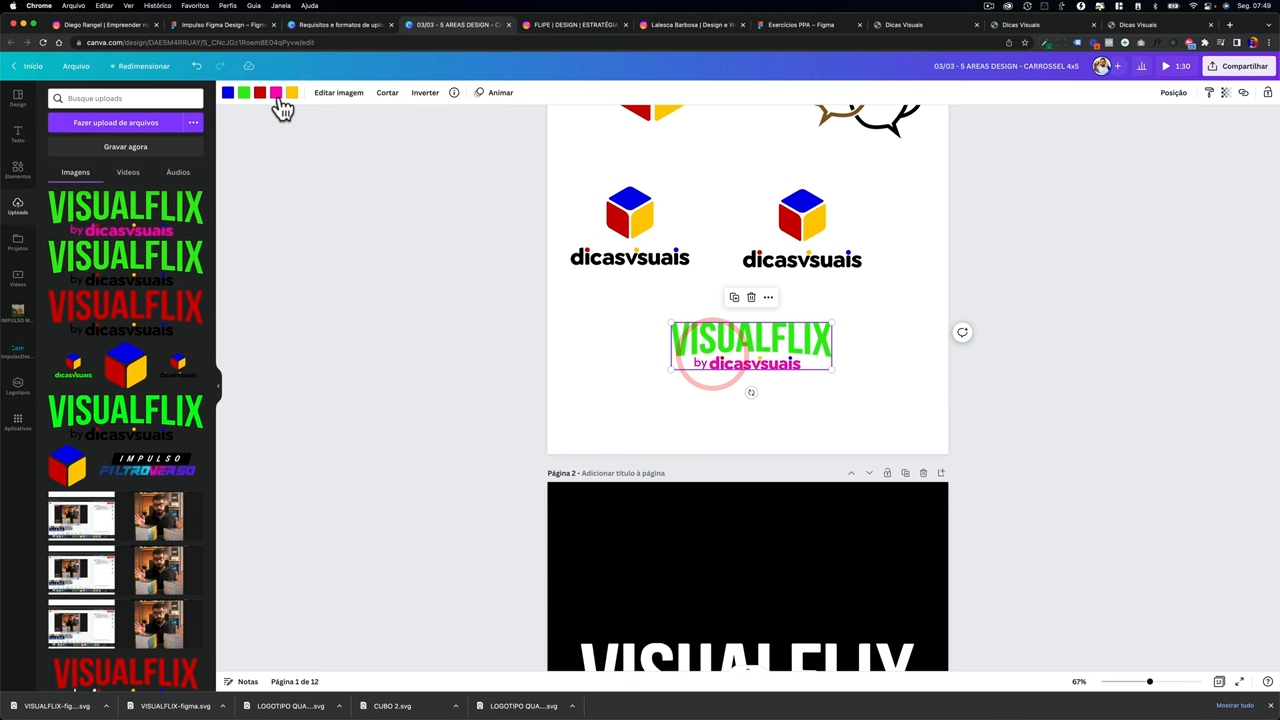 Chrome Arquivo Editar Ver Histórico Favoritos Perfis Guia Janela Ajuda
Seg. 07:49
Diego Rangel | Empreender n
Impulso Figma Design – Figm
Requisitos e formatos de uplo
03/03 - 5 AREAS DESIGN - CAR
FLIPE | DESIGN | ESTRATÉGIA
Lalesca Barbosa | Design e W
Exercícios PPA – Figma
Dicas Visuais
Dicas Visuais
Dicas Visuais
canva.com/design/DAE5M4RRUAY/S_CNcJGz1Roem8E04qPyvw/edit
Início
Arquivo
Redimensionar
03/03 - 5 AREAS DESIGN - CARROSSEL 4x5
1:30
Compartilhar
Design
Texto
Elementos
Uploads
Projetos
Vídeos
IMPULSO M...
ImpulsoDes...
Logotipos
Aplicativos
Busque uploads
Fazer upload de arquivos
Gravar agora
Imagens
Vídeos
Áudios
VISUALFLIX
by dicasvisuais
VISUALFLIX
by dicasvisuais
VISUALFLIX
by dicasvisuais
dicasvisuais
dicasvisuais
VISUALFLIX
by dicasvisuais
IMPULSO
FILTROVERSO
VISUALFLIX
Editar imagem
Cortar
Inverter
Animar
Posição
dicasvisuais
dicasvisuais
VISUALFLIX
by dicasvisuais
Página 2 - Adicionar título à página
VISUALFLIX
Notas
Página 1 de 12
67%
VISUALFLIX-fig....svg
VISUALFLIX-figma.svg
LOGOTIPO QUA....svg
CUBO 2.svg
LOGOTIPO QUA....svg
Mostrar tudo